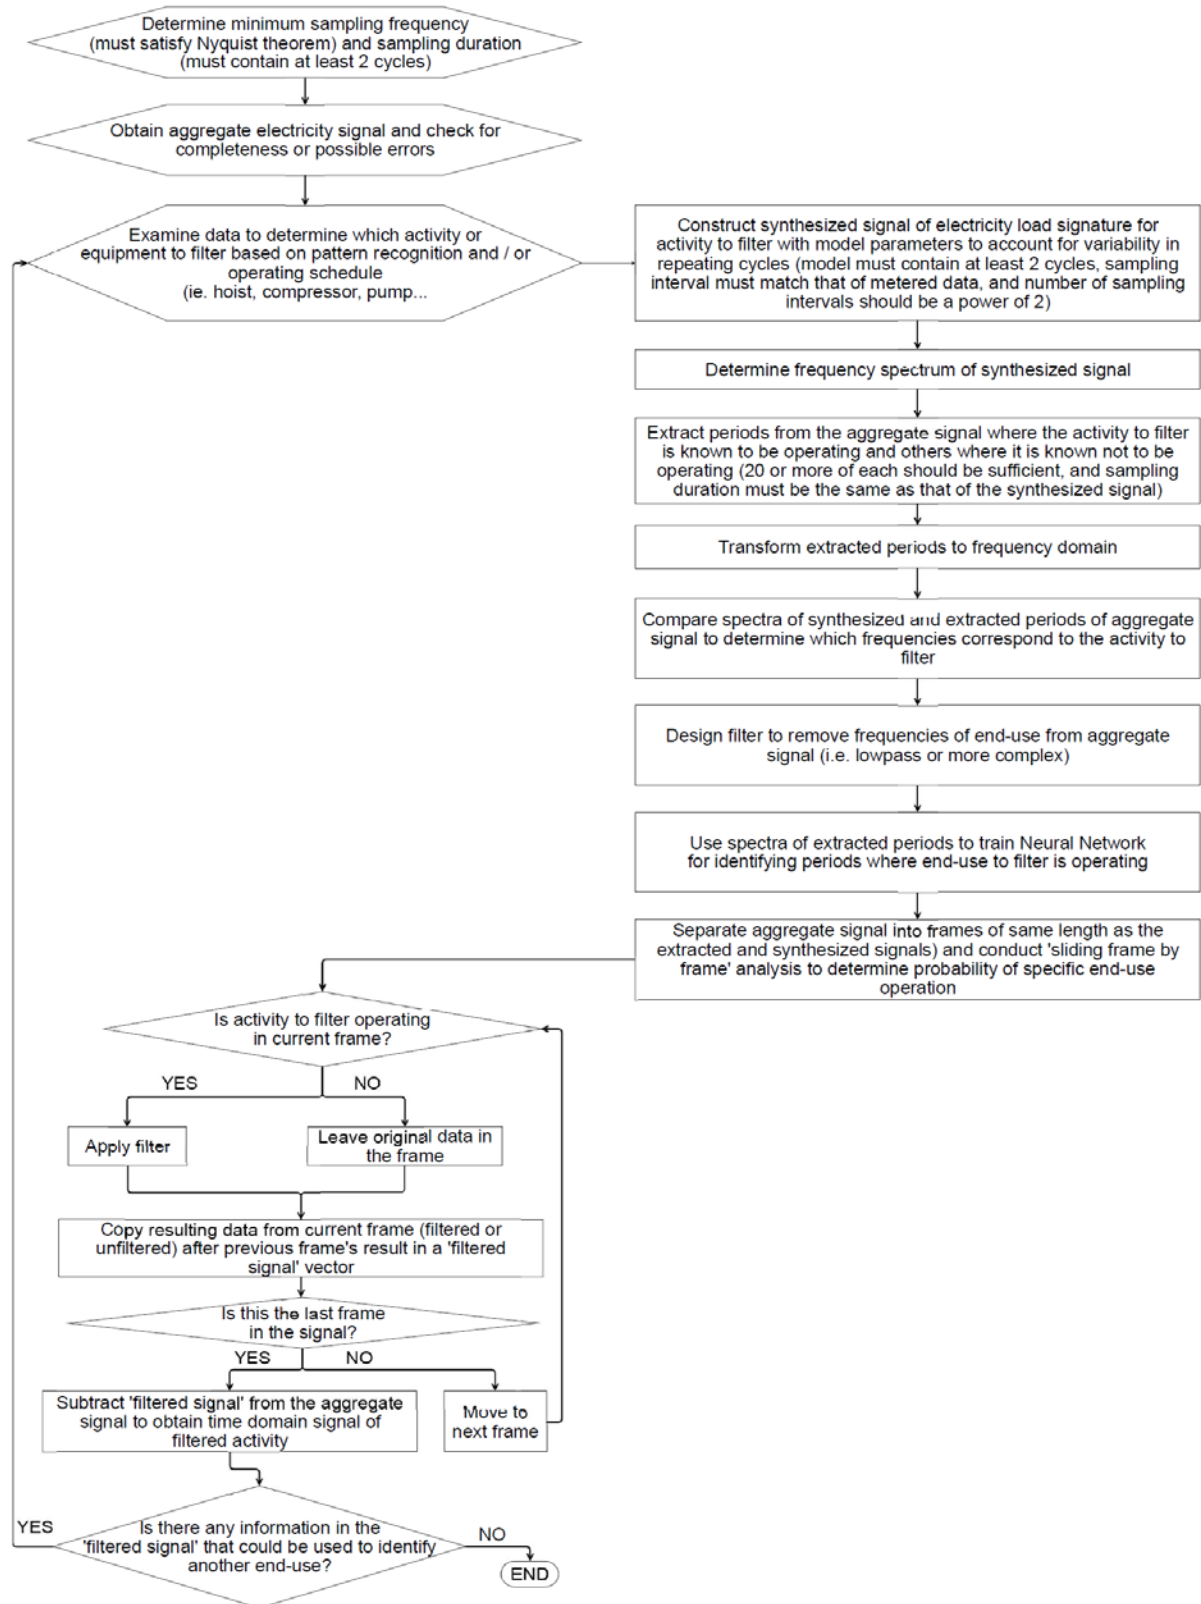 Determine minimum sampling frequency
(must satisfy Nyquist theorem) and sampling duration
(must contain at least 2 cycles)
Obtain aggregate electricity signal and check for
completeness or possible errors
Examine data to determine which activity or
equipment to filter based on pattern recognition and / or
operating schedule
(ie. hoist, compressor, pump...
Construct synthesized signal of electricity load signature for
activity to filter with model parameters to account for variability in
repeating cycles (model must contain at least 2 cycles, sampling
interval must match that of metered data, and number of sampling
intervals should be a power of 2)
Determine frequency spectrum of synthesized signal
Extract periods from the aggregate signal where the activity to filter
is known to be operating and others where it is known not to be
operating (20 or more of each should be sufficient, and sampling
duration must be the same as that of the synthesized signal)
Transform extracted periods to frequency domain
Compare spectra of synthesized and extracted periods of aggregate
signal to determine which frequencies correspond to the activity to
filter
Design filter to remove frequencies of end-use from aggregate
signal (i.e. lowpass or more complex)
Use spectra of extracted periods to train Neural Network
for identifying periods where end-use to filter is operating
Separate aggregate signal into frames of same length as the
extracted and synthesized signals) and conduct 'sliding frame by
frame' analysis to determine probability of specific end-use
operation
Is activity to filter operating
in current frame?
YES
NO
Apply filter
Leave original data in
the frame
Copy resulting data from current frame (filtered or
unfiltered) after previous frame's result in a 'filtered
signal' vector
Is this the last frame
in the signal?
YES
NO
Subtract 'filtered signal' from the aggregate
signal to obtain time domain signal of
filtered activity
Move to
next frame
Is there any information in the
'filtered signal' that could be used to identify
another end-use?
YES
NO
END